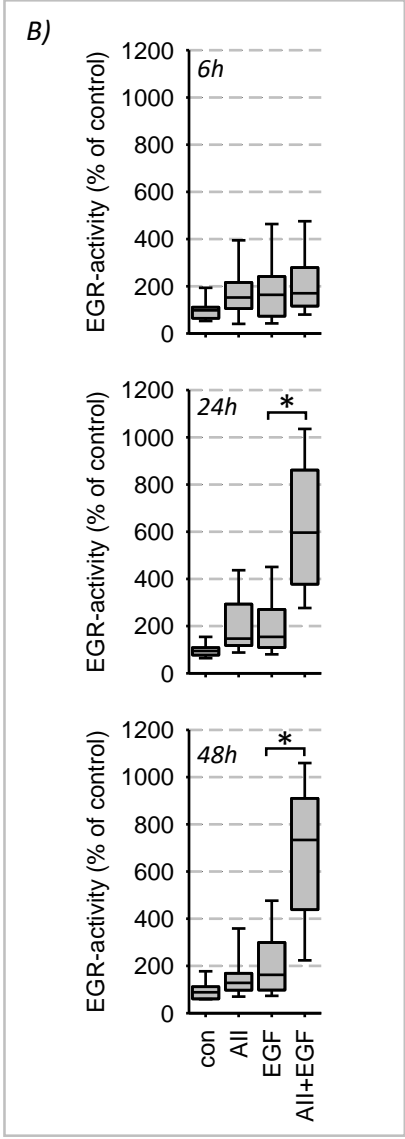 B)
EGR-activity (% of control)
1200
1000
800
600
400
200
0
6h
EGR-activity (% of control)
1200
1000
800
600
400
200
0
24h
*
EGR-activity (% of control)
1200
1000
800
600
400
200
0
48h
*
con
AII
EGF
AII+EGF